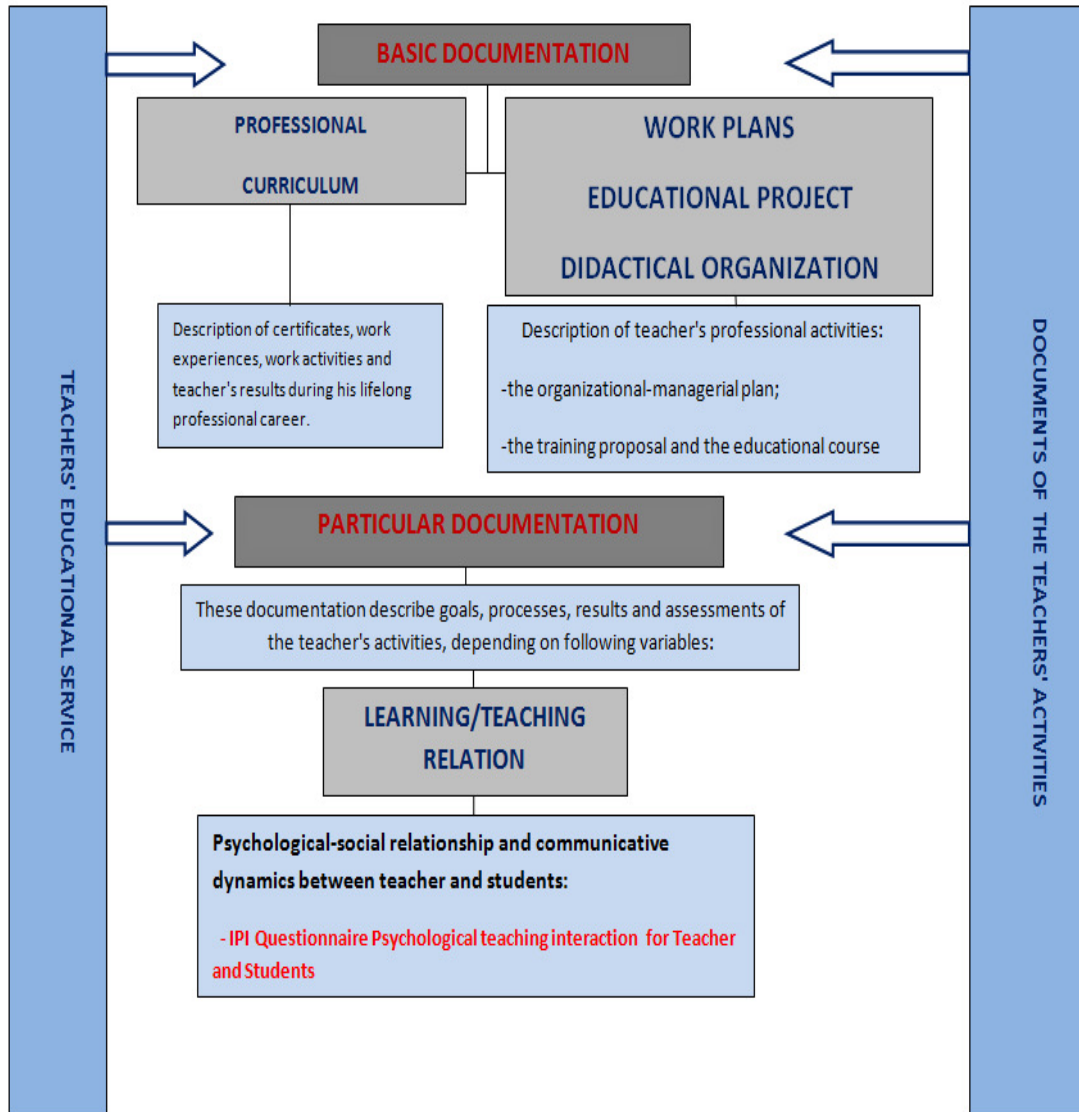 TEACHERS' EDUCATIONAL SERVICE
BASIC DOCUMENTATION
PROFESSIONAL
CURRICULUM
WORK PLANS
EDUCATIONAL PROJECT
DIDACTICAL ORGANIZATION
Description of certificates, work
experiences, work activities and
teacher's results during his lifelong
professional career.
Description of teacher's professional activities:
-the organizational-managerial plan;
-the training proposal and the educational course
PARTICULAR DOCUMENTATION
These documentation describe goals, processes, results and assessments of
the teacher's activities, depending on following variables:
LEARNING/TEACHING
RELATION
Psychological-social relationship and communicative
dynamics between teacher and students:
- IPI Questionnaire Psychological teaching interaction for Teacher
and Students
DOCUMENTS OF THE TEACHERS' ACTIVITIES